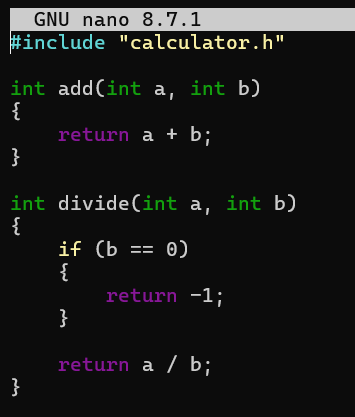 GNU nano 8.7.1
#include "calculator.h"

int add(int a, int b)
{
    return a + b;
}

int divide(int a, int b)
{
    if (b == 0)
    {
        return -1;
    }

    return a / b;
}